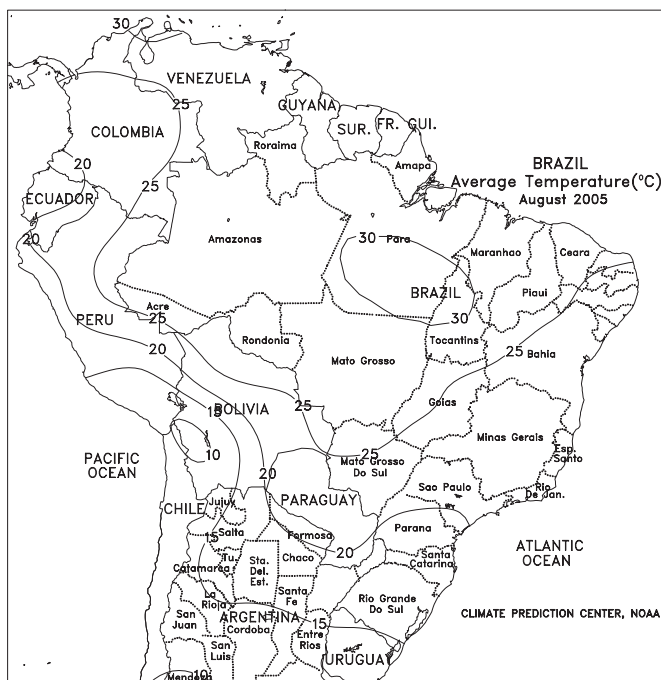 30
VENEZUELA
25
GUYANA
COLOMBIA
SUR.
FR. GUI.
Roraima
20
Amapa
BRAZIL
Average Temperature(°C)
August 2005
25
ECUADOR
20
Amazonas
30
Para
Maranhao
Ceara
BRAZIL
Piaui
Acre
25
PERU
30
20
Rondonia
Tocantins
25
Bahia
Mato Grosso
15
BOLIVIA
25
Goias
10
25
Minas Gerais
PACIFIC
OCEAN
Esp.
Santo
20
Mato Grosso
Do Sul
Sao Paulo
Rio
De Jan.
PARAGUAY
CHILE
Jujuy
Parana
15
Salta
Formosa
20
ATLANTIC
OCEAN
Tu.
Catamarca
Sta.
Del.
Est.
Chaco
Santa
Catarina
La
Rioja
Santa
Fe
Rio Grande
Do Sul
San
Juan
ARGENTINA
15
CLIMATE PREDICTION CENTER, NOAA
Cordoba
Entre
Rios
San
Luis
URUGUAY
Mendoza
10